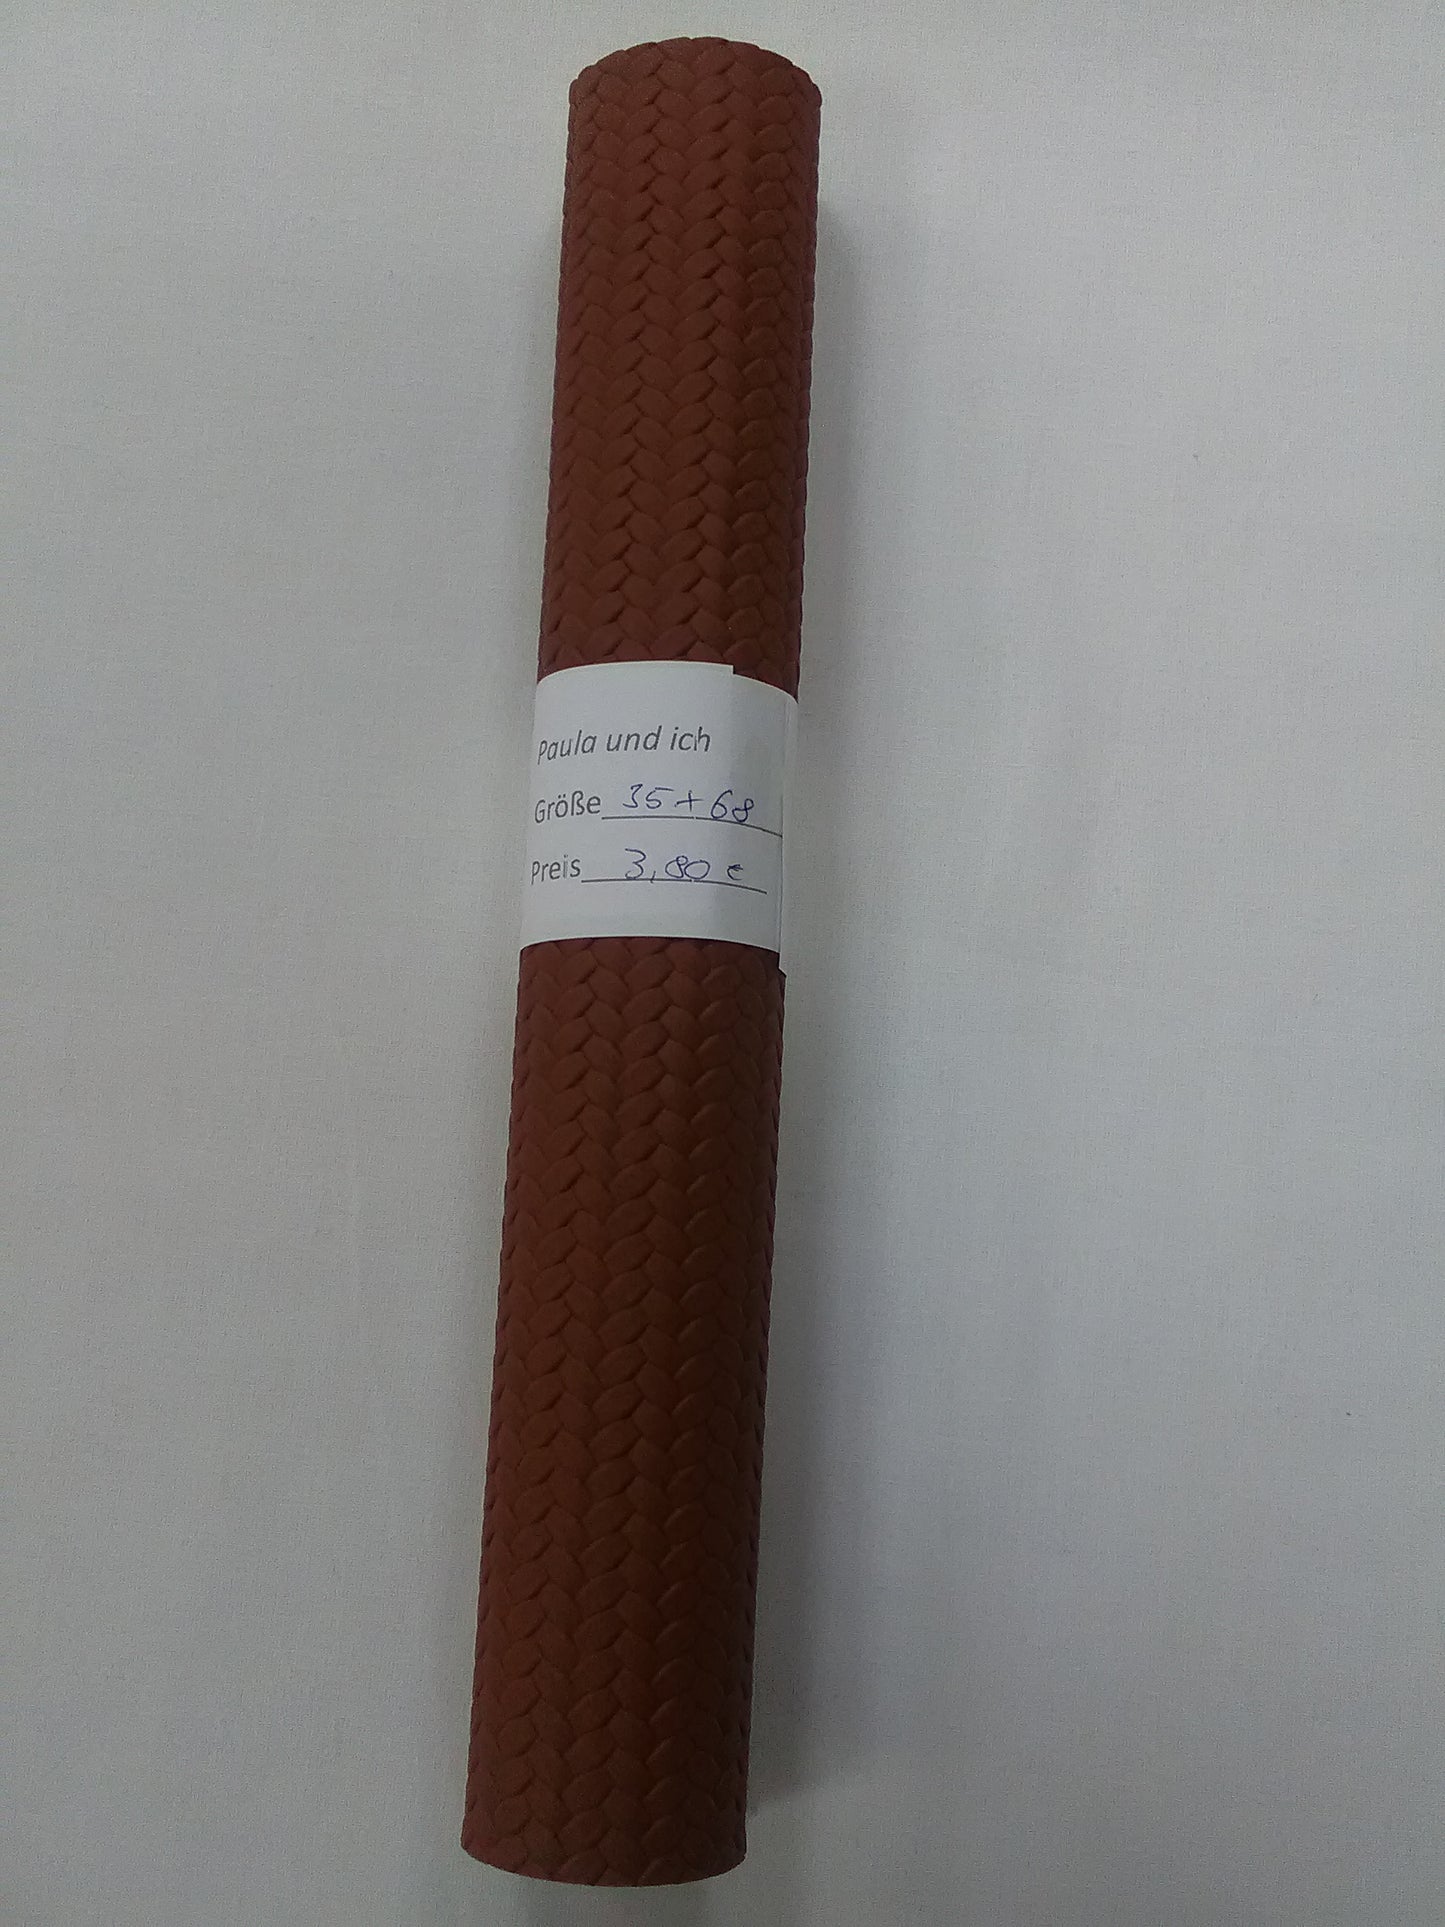 Paula und ich
Größe 35+68
Preis 3,80 €